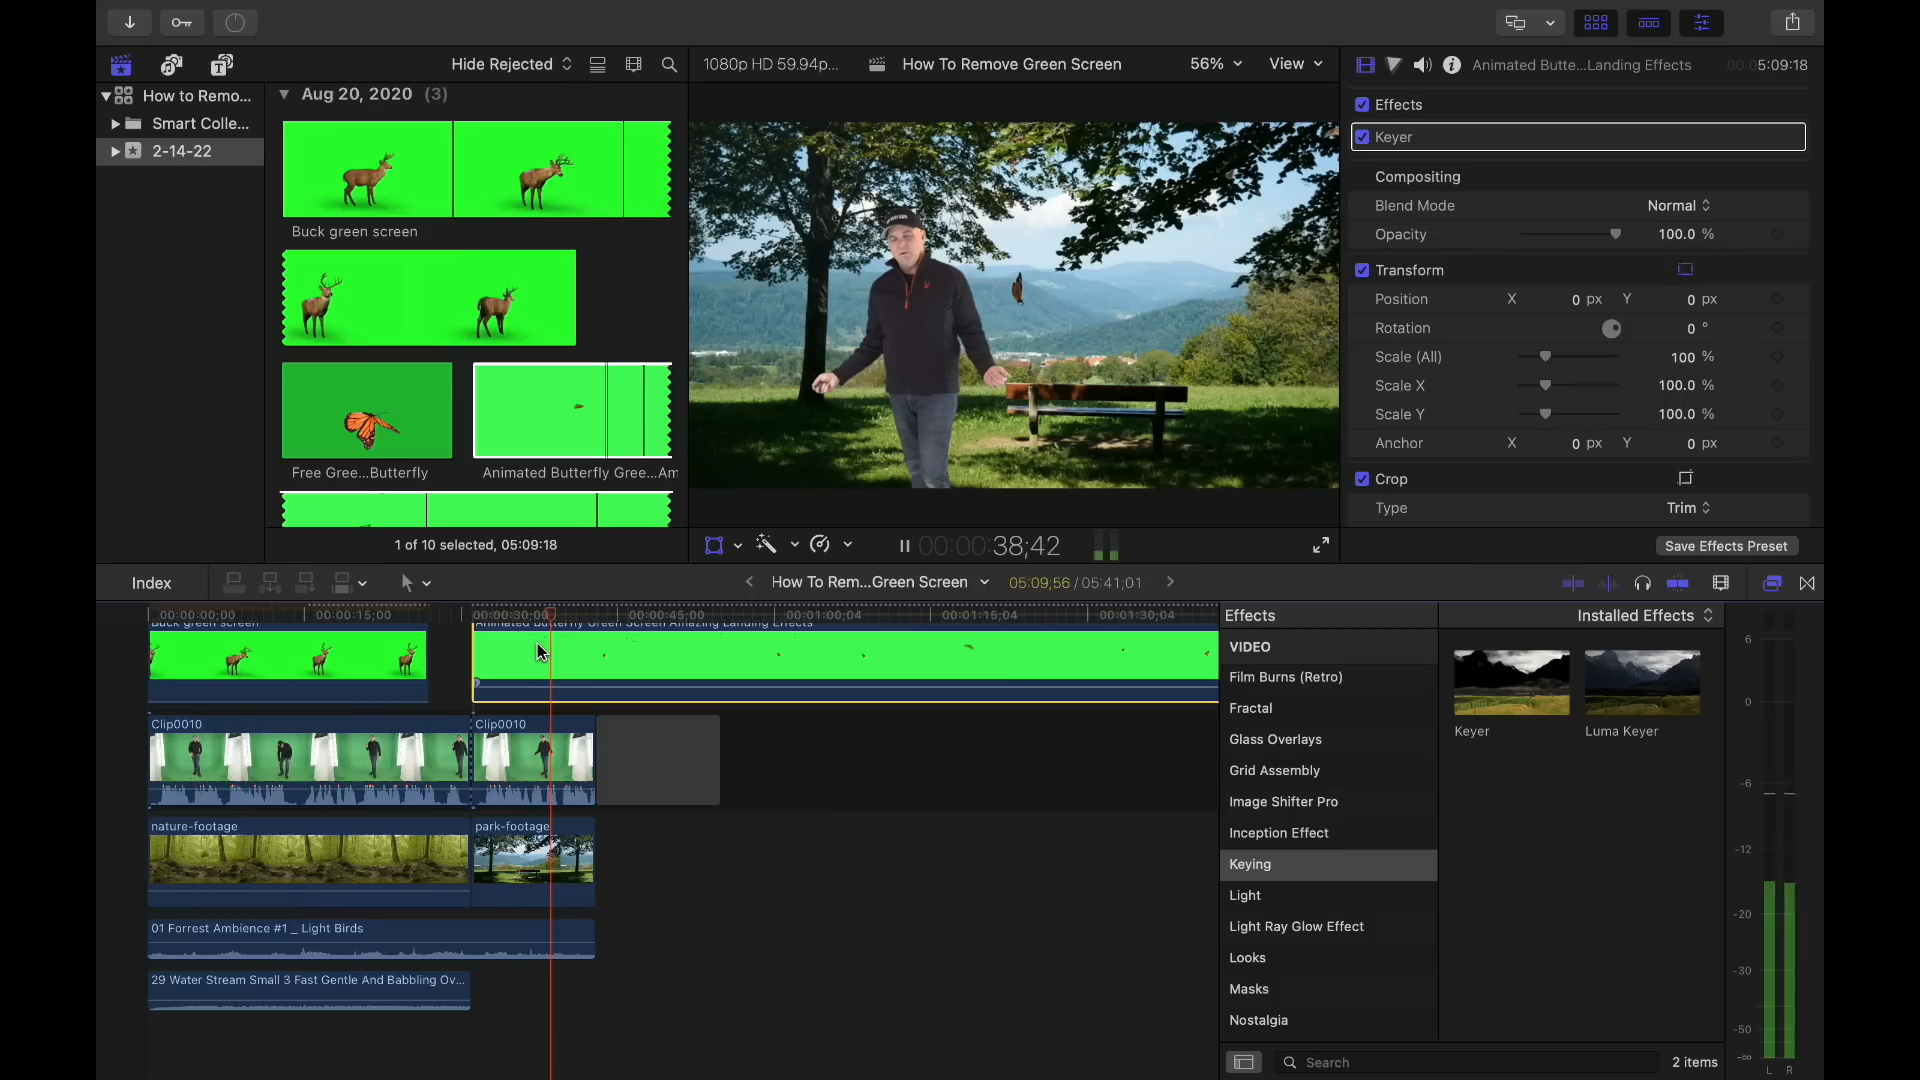 Hide Rejected
1080p HD 59.94p...
How To Remove Green Screen
56%
View
Animated Butte...Landing Effects
00:05:09:18
How to Remo...
Smart Colle...
2-14-22
Aug 20, 2020 (3)
Buck green screen
Free Gree...Butterfly
Animated Butterfly Gree...Am
1 of 10 selected, 05:09:18
00:00:38;42
Effects
Keyer
Compositing
Blend Mode Normal
Opacity 100.0 %
Transform
Position X 0 px Y 0 px
Rotation 0 °
Scale (All) 100 %
Scale X 100.0 %
Scale Y 100.0 %
Anchor X 0 px Y 0 px
Crop
Type Trim
Save Effects Preset
Index
How To Rem...Green Screen
05:09;56 / 05:41;01
00:00:00;00
00:00:15;00
00:00:30;00
00:00:45;00
00:01:00;04
00:01:15;04
00:01:30;04
Buck green screen
Animated Butterfly Green Screen Amazing Landing Effects
Clip0010
Clip0010
nature-footage
park-footage
01 Forrest Ambience #1 _ Light Birds
29 Water Stream Small 3 Fast Gentle And Babbling Ov...
Effects
Installed Effects
VIDEO
Film Burns (Retro)
Fractal
Glass Overlays
Grid Assembly
Image Shifter Pro
Inception Effect
Keying
Light
Light Ray Glow Effect
Looks
Masks
Nostalgia
Keyer
Luma Keyer
Search
2 items
6
0
-6
-12
-20
-30
-50
-∞
L R